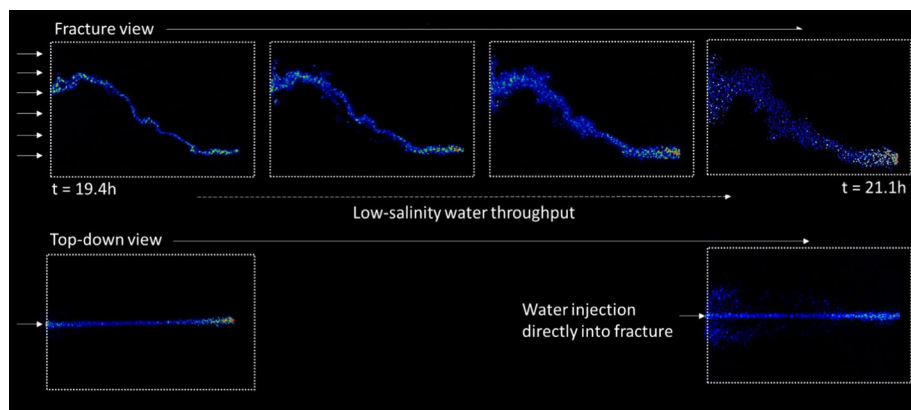 Fracture view
t = 19.4h
t = 21.1h
Low-salinity water throughput
Top-down view
Water injection
directly into fracture